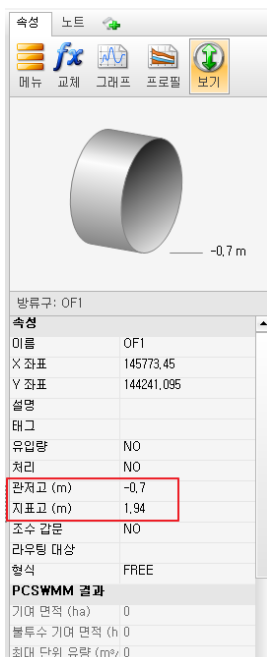 속성 노트
메뉴 교체 그래프 프로필 보기
-0.7 m
방류구: OF1
속성
이름 OF1
X 좌표 145773.45
Y 좌표 144241.095
설명
태그
유입량 NO
처리 NO
관저고 (m) -0.7
지표고 (m) 1.94
조수 갑문 NO
라우팅 대상
형식 FREE
PCS₩MM 결과
기여 면적 (ha) 0
불투수 기여 면적 (h 0
최대 단위 유량 (m³/ 0